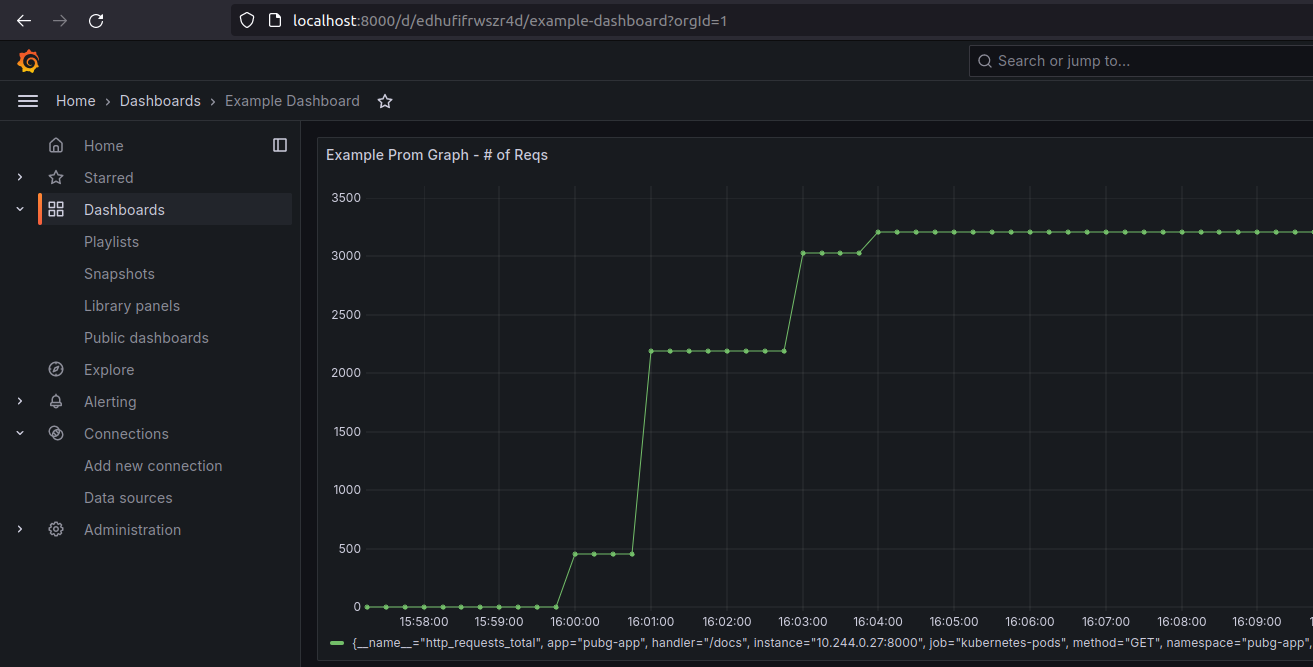 localhost:8000/d/edhufifrwszr4d/example-dashboard?orgId=1
Search or jump to...
Home › Dashboards › Example Dashboard
Home
Starred
Dashboards
Playlists
Snapshots
Library panels
Public dashboards
Explore
Alerting
Connections
Add new connection
Data sources
Administration
Example Prom Graph - # of Reqs
3500
3000
2500
2000
1500
1000
500
0
15:58:00 15:59:00 16:00:00 16:01:00 16:02:00 16:03:00 16:04:00 16:05:00 16:06:00 16:07:00 16:08:00 16:09:00
{__name__="http_requests_total", app="pubg-app", handler="/docs", instance="10.244.0.27:8000", job="kubernetes-pods", method="GET", namespace="pubg-app"